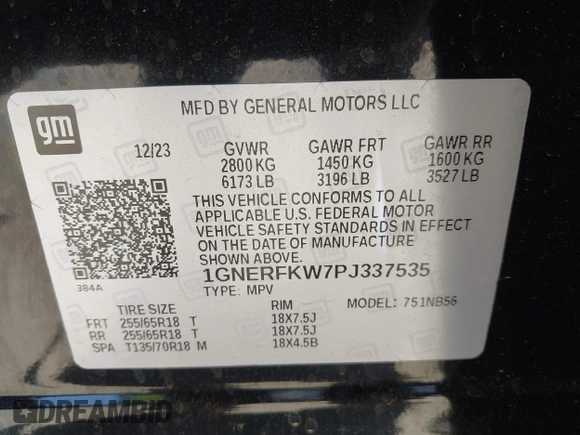 gm
MFD BY GENERAL MOTORS LLC
12/23 GVWR GAWR FRT GAWR RR
2800 KG 1450 KG 1600 KG
6173 LB 3196 LB 3527 LB
THIS VEHICLE CONFORMS TO ALL
APPLICABLE U.S. FEDERAL MOTOR
VEHICLE SAFETY STANDARDS IN EFFECT
ON THE DATE OF MANUFACTURE
SHOWN ABOVE.
384A
1GNERFKW7PJ337535
TYPE: MPV MODEL: 751NB56
TIRE SIZE RIM
FRT 255/65R18 T 18X7.5J
RR 255/65R18 T 18X7.5J
SPA T135/70R18 M 18X4.5B
DREAMBID